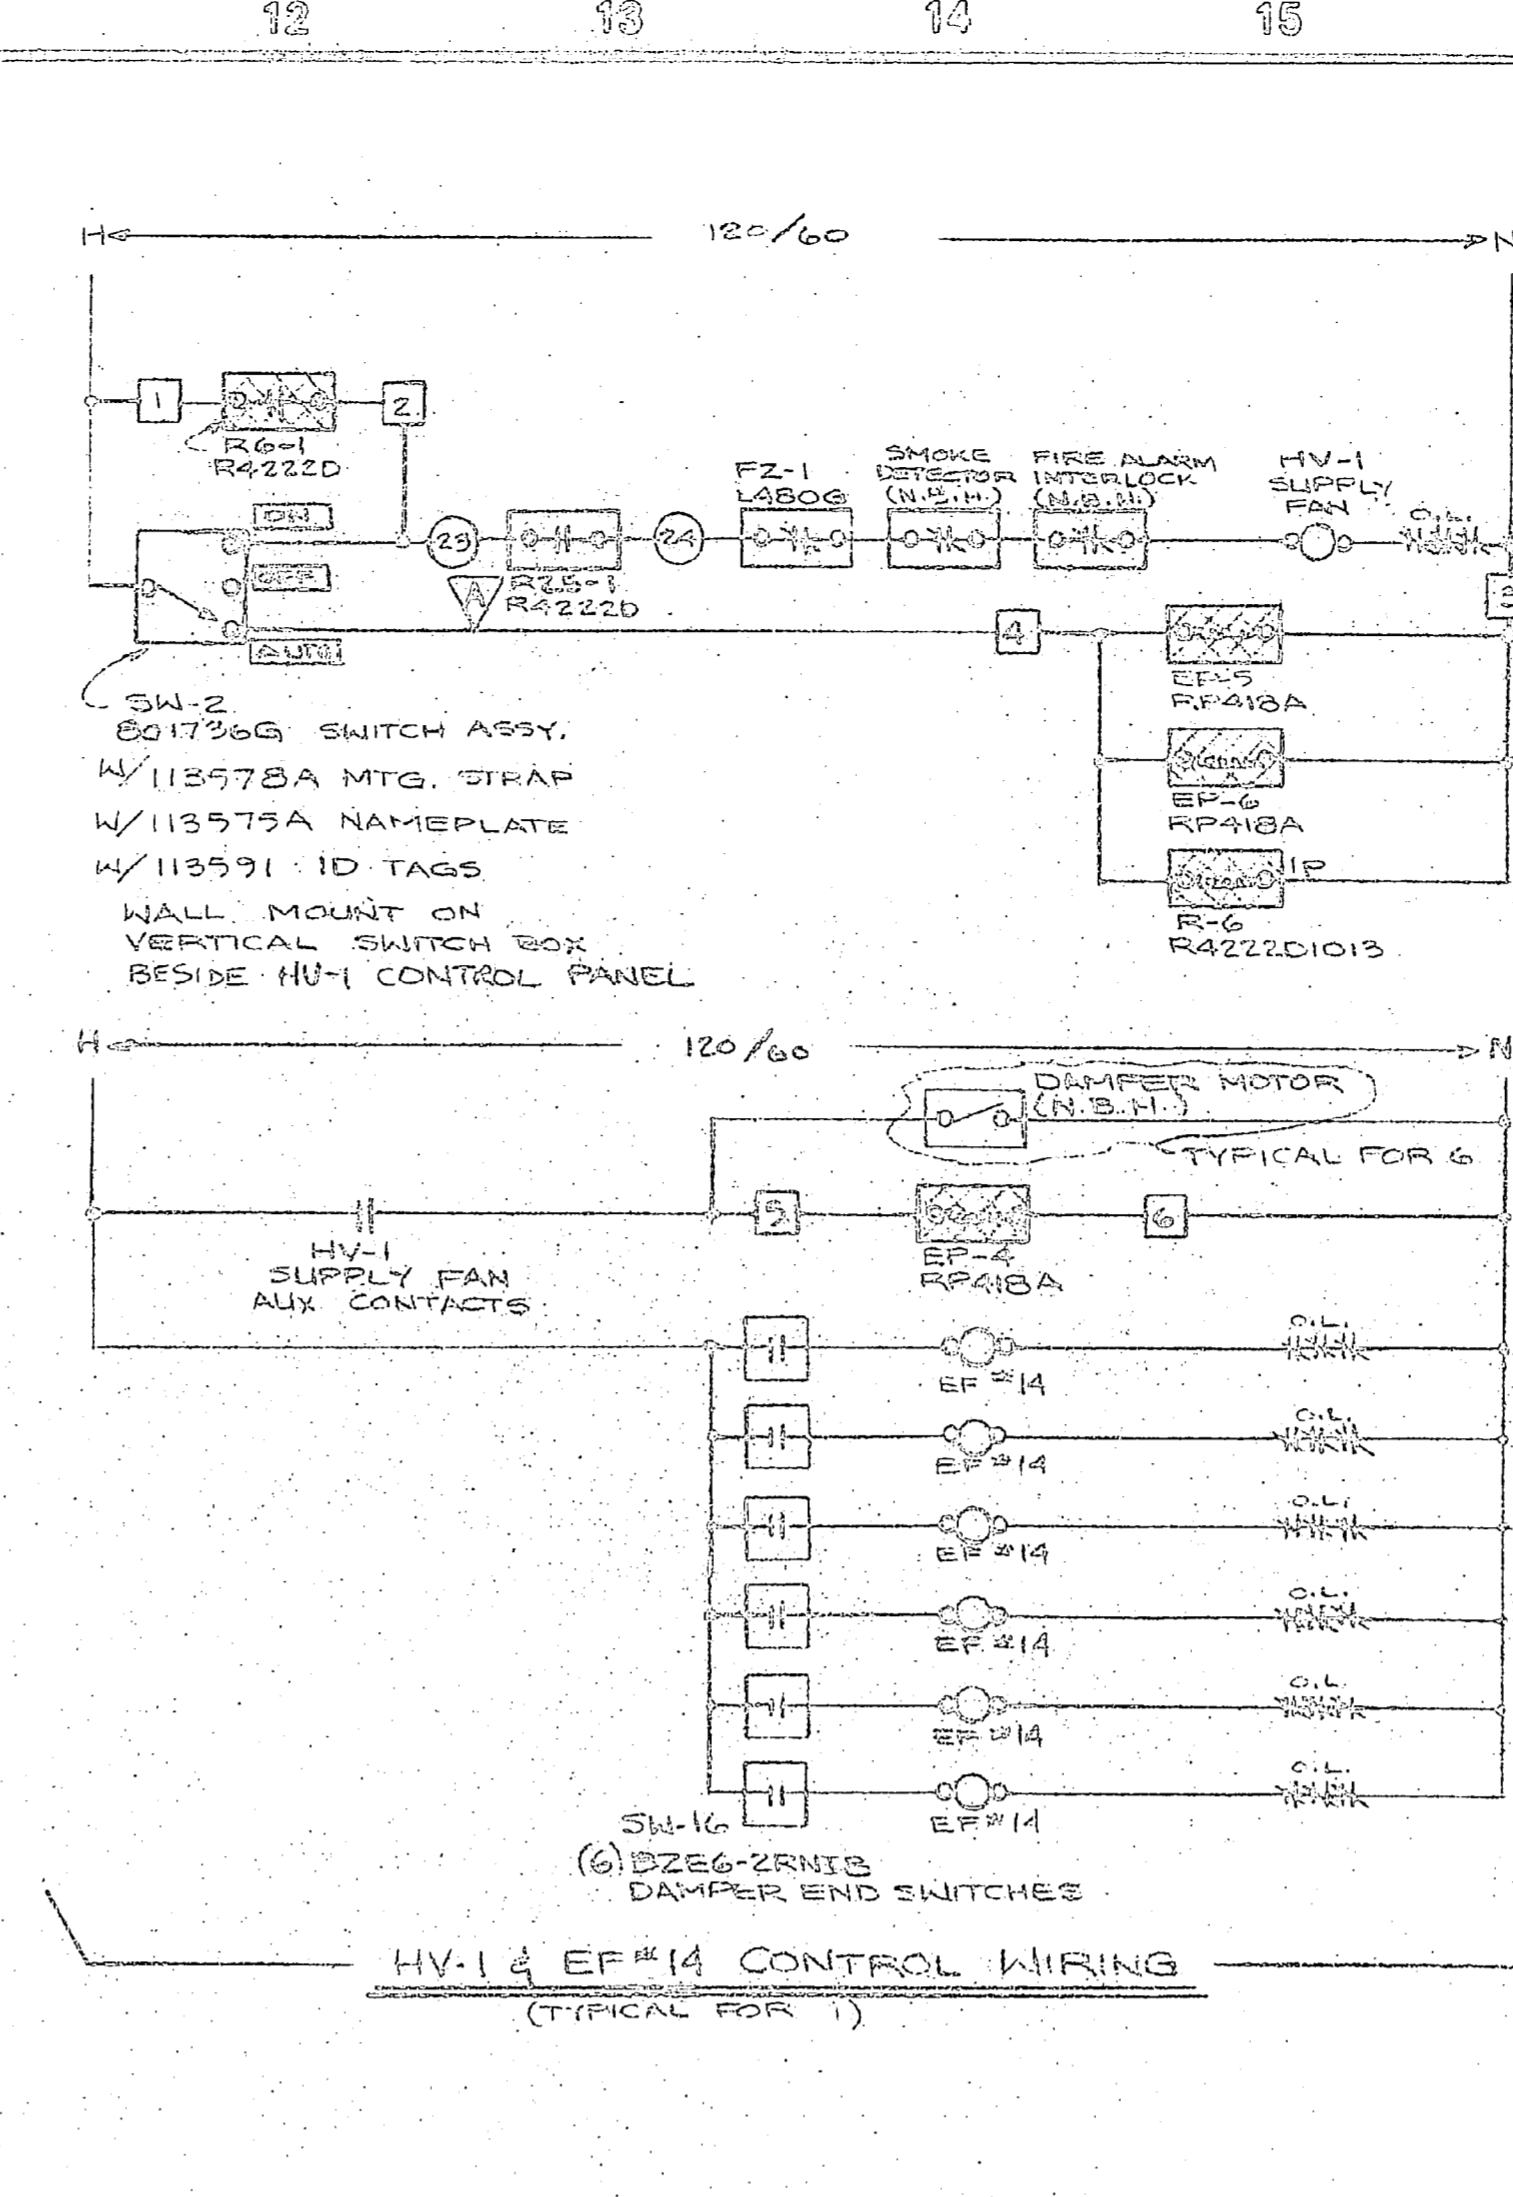 12 13 14 15
H 120/60 N
1 2
R6-1
R4222D
ON
OFF
AUTO
23 24
R25-1
R4222D
A
FZ-1
L480G
SMOKE
DETECTOR
(N.B.H.)
FIRE ALARM
INTERLOCK
(N.B.H.)
HV-1
SUPPLY
FAN
O.L.
3
4
EP-5
RP418A
EP-6
RP418A
1P
R-6
R4222D1013
SW-2
801736G SWITCH ASSY.
W/113578A MTG. STRAP
W/113575A NAMEPLATE
W/113591 ID TAGS
WALL MOUNT ON
VERTICAL SWITCH BOX
BESIDE HV-1 CONTROL PANEL
H 120/60 N
DAMPER MOTOR
(N.B.H.)
TYPICAL FOR 6
5 6
HV-1
SUPPLY FAN
AUX CONTACTS
EP-4
RP418A
O.L.
EF #14
O.L.
EF #14
O.L.
EF #14
O.L.
EF #14
O.L.
EF #14
O.L.
EF #14
SW-16
(6) DZE6-2RNIB
DAMPER END SWITCHES
HV-1 & EF #14 CONTROL WIRING
(TYPICAL FOR 1)